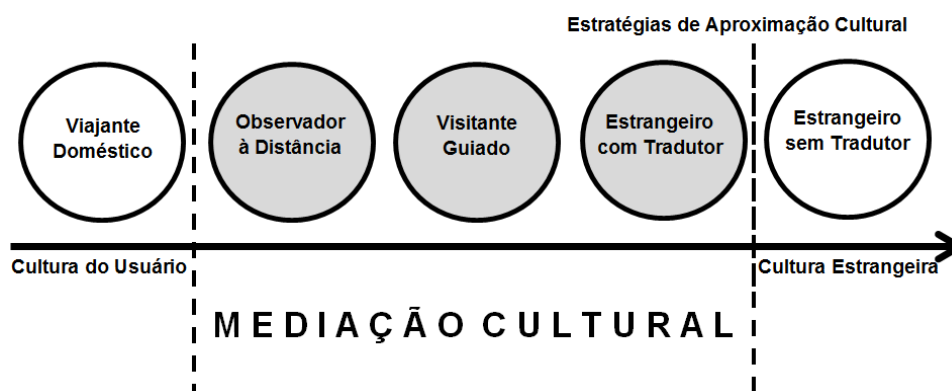 Estratégias de Aproximação Cultural
Viajante
Doméstico
Observador
à Distância
Visitante
Guiado
Estrangeiro
com Tradutor
Estrangeiro
sem Tradutor
Cultura do Usuário
Cultura Estrangeira
MEDIAÇÃO CULTURAL